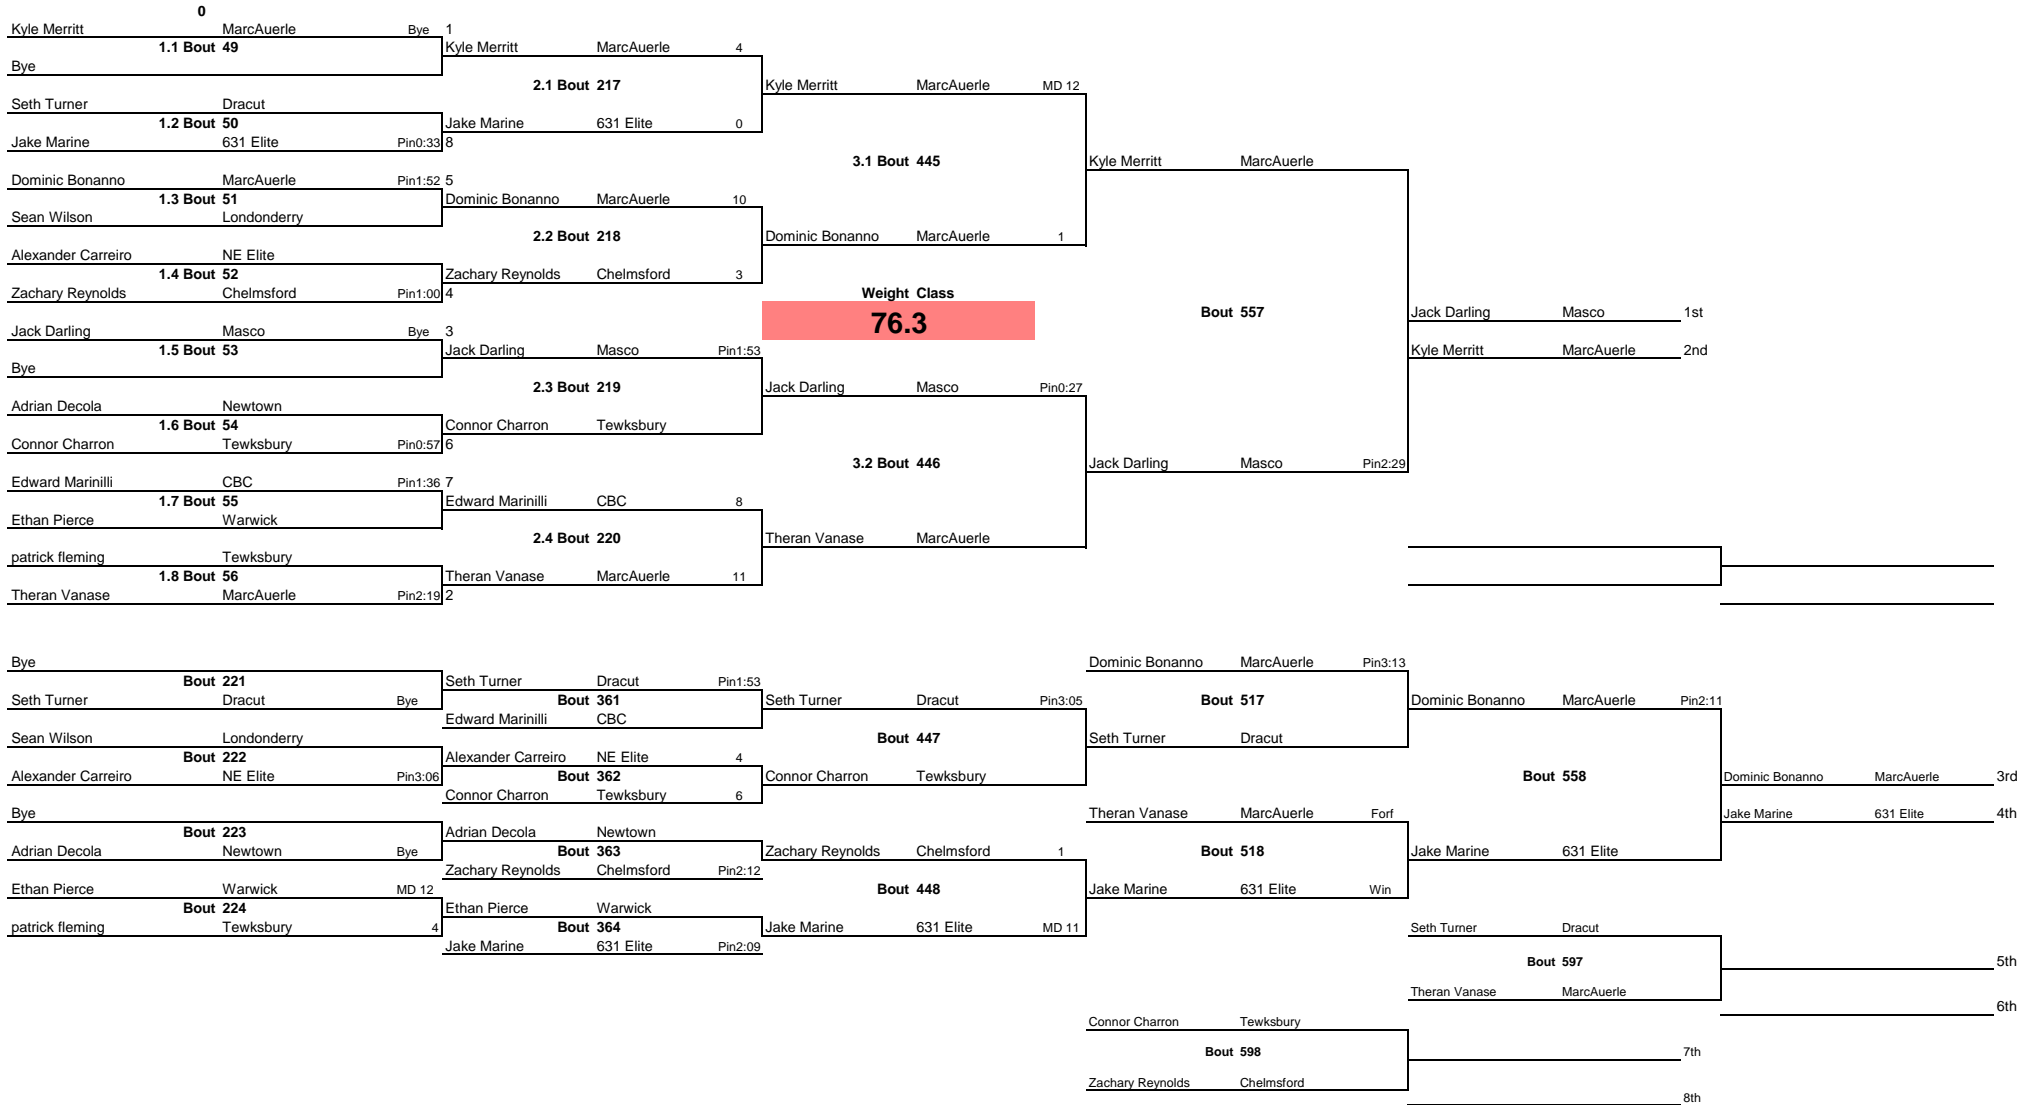 0
Kyle Merritt MarcAuerle Bye 1
1.1 Bout 49 Kyle Merritt MarcAuerle 4
Bye
2.1 Bout 217 Kyle Merritt MarcAuerle MD 12
Seth Turner Dracut
1.2 Bout 50 Jake Marine 631 Elite 0
Jake Marine 631 Elite Pin0:33 8
3.1 Bout 445 Kyle Merritt MarcAuerle
Dominic Bonanno MarcAuerle Pin1:52 5
1.3 Bout 51 Dominic Bonanno MarcAuerle 10
Sean Wilson Londonderry
2.2 Bout 218 Dominic Bonanno MarcAuerle 1
Alexander Carreiro NE Elite
1.4 Bout 52 Zachary Reynolds Chelmsford 3
Zachary Reynolds Chelmsford Pin1:00 4 Weight Class
76.3 Bout 557 Jack Darling Masco 1st
Jack Darling Masco Bye 3
1.5 Bout 53 Jack Darling Masco Pin1:53 Kyle Merritt MarcAuerle 2nd
Bye
2.3 Bout 219 Jack Darling Masco Pin0:27
Adrian Decola Newtown
1.6 Bout 54 Connor Charron Tewksbury
Connor Charron Tewksbury Pin0:57 6
3.2 Bout 446 Jack Darling Masco Pin2:29
Edward Marinilli CBC Pin1:36 7
1.7 Bout 55 Edward Marinilli CBC 8
Ethan Pierce Warwick
2.4 Bout 220 Theran Vanase MarcAuerle
patrick fleming Tewksbury
1.8 Bout 56 Theran Vanase MarcAuerle 11
Theran Vanase MarcAuerle Pin2:19 2
Bye Dominic Bonanno MarcAuerle Pin3:13
Bout 221 Seth Turner Dracut Pin1:53
Seth Turner Dracut Bye Bout 361 Seth Turner Dracut Pin3:05 Bout 517 Dominic Bonanno MarcAuerle Pin2:11
Edward Marinilli CBC
Sean Wilson Londonderry Bout 447 Seth Turner Dracut
Bout 222 Alexander Carreiro NE Elite 4
Alexander Carreiro NE Elite Pin3:06 Bout 362 Connor Charron Tewksbury Bout 558 Dominic Bonanno MarcAuerle 3rd
Connor Charron Tewksbury 6
Bye Theran Vanase MarcAuerle Forf Jake Marine 631 Elite 4th
Bout 223 Adrian Decola Newtown
Adrian Decola Newtown Bye Bout 363 Zachary Reynolds Chelmsford 1 Bout 518 Jake Marine 631 Elite
Zachary Reynolds Chelmsford Pin2:12
Ethan Pierce Warwick MD 12 Bout 448 Jake Marine 631 Elite Win
Bout 224 Ethan Pierce Warwick
patrick fleming Tewksbury 4 Bout 364 Jake Marine 631 Elite MD 11 Seth Turner Dracut
Jake Marine 631 Elite Pin2:09
Bout 597 5th
Theran Vanase MarcAuerle
6th
Connor Charron Tewksbury
Bout 598 7th
Zachary Reynolds Chelmsford
8th